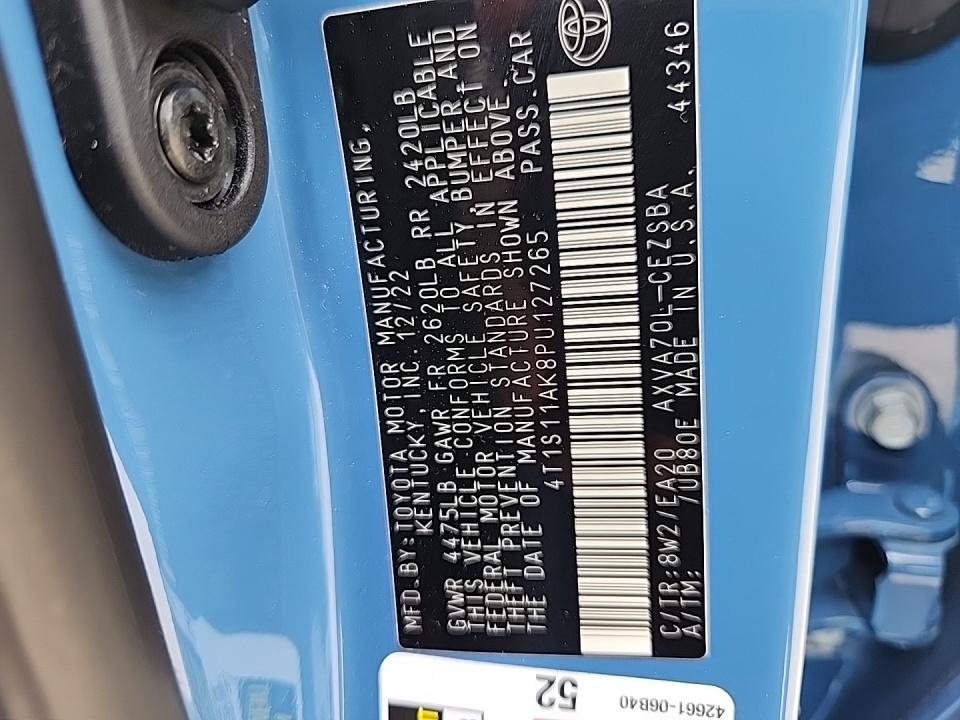 MFD.BY:TOYOTA MOTOR MANUFACTURING,
KENTUCKY, INC. 12/22
GVWR 4475LB GAWR FR 2620LB RR 2420LB
THIS VEHICLE CONFORMS TO ALL APPLICABLE
FEDERAL MOTOR VEHICLE SAFETY, BUMPER AND
THEFT PREVENTION STANDARDS IN EFFECT ON
THE DATE OF MANUFACTURE SHOWN ABOVE.
4T1S11AK8PU127265 PASS.CAR
C/TR:8W2/EA20 AXVA70L-CEZSBA
A/TM: 70B80E MADE IN U.S.A. 44346
52
42661-06B40